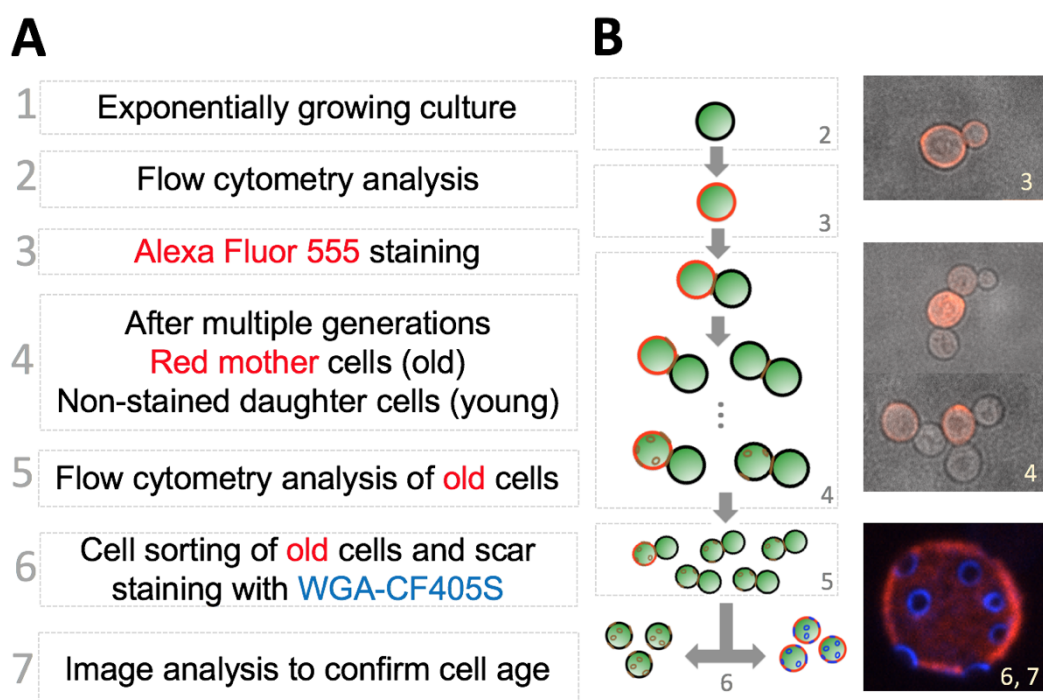 A
1
Exponentially growing culture
2
Flow cytometry analysis
3
Alexa Fluor 555 staining
4
After multiple generations
Red mother cells (old)
Non-stained daughter cells (young)
5
Flow cytometry analysis of old cells
6
Cell sorting of old cells and scar
staining with WGA-CF405S
7
Image analysis to confirm cell age
B
2
3
4
5
6
3
4
6, 7